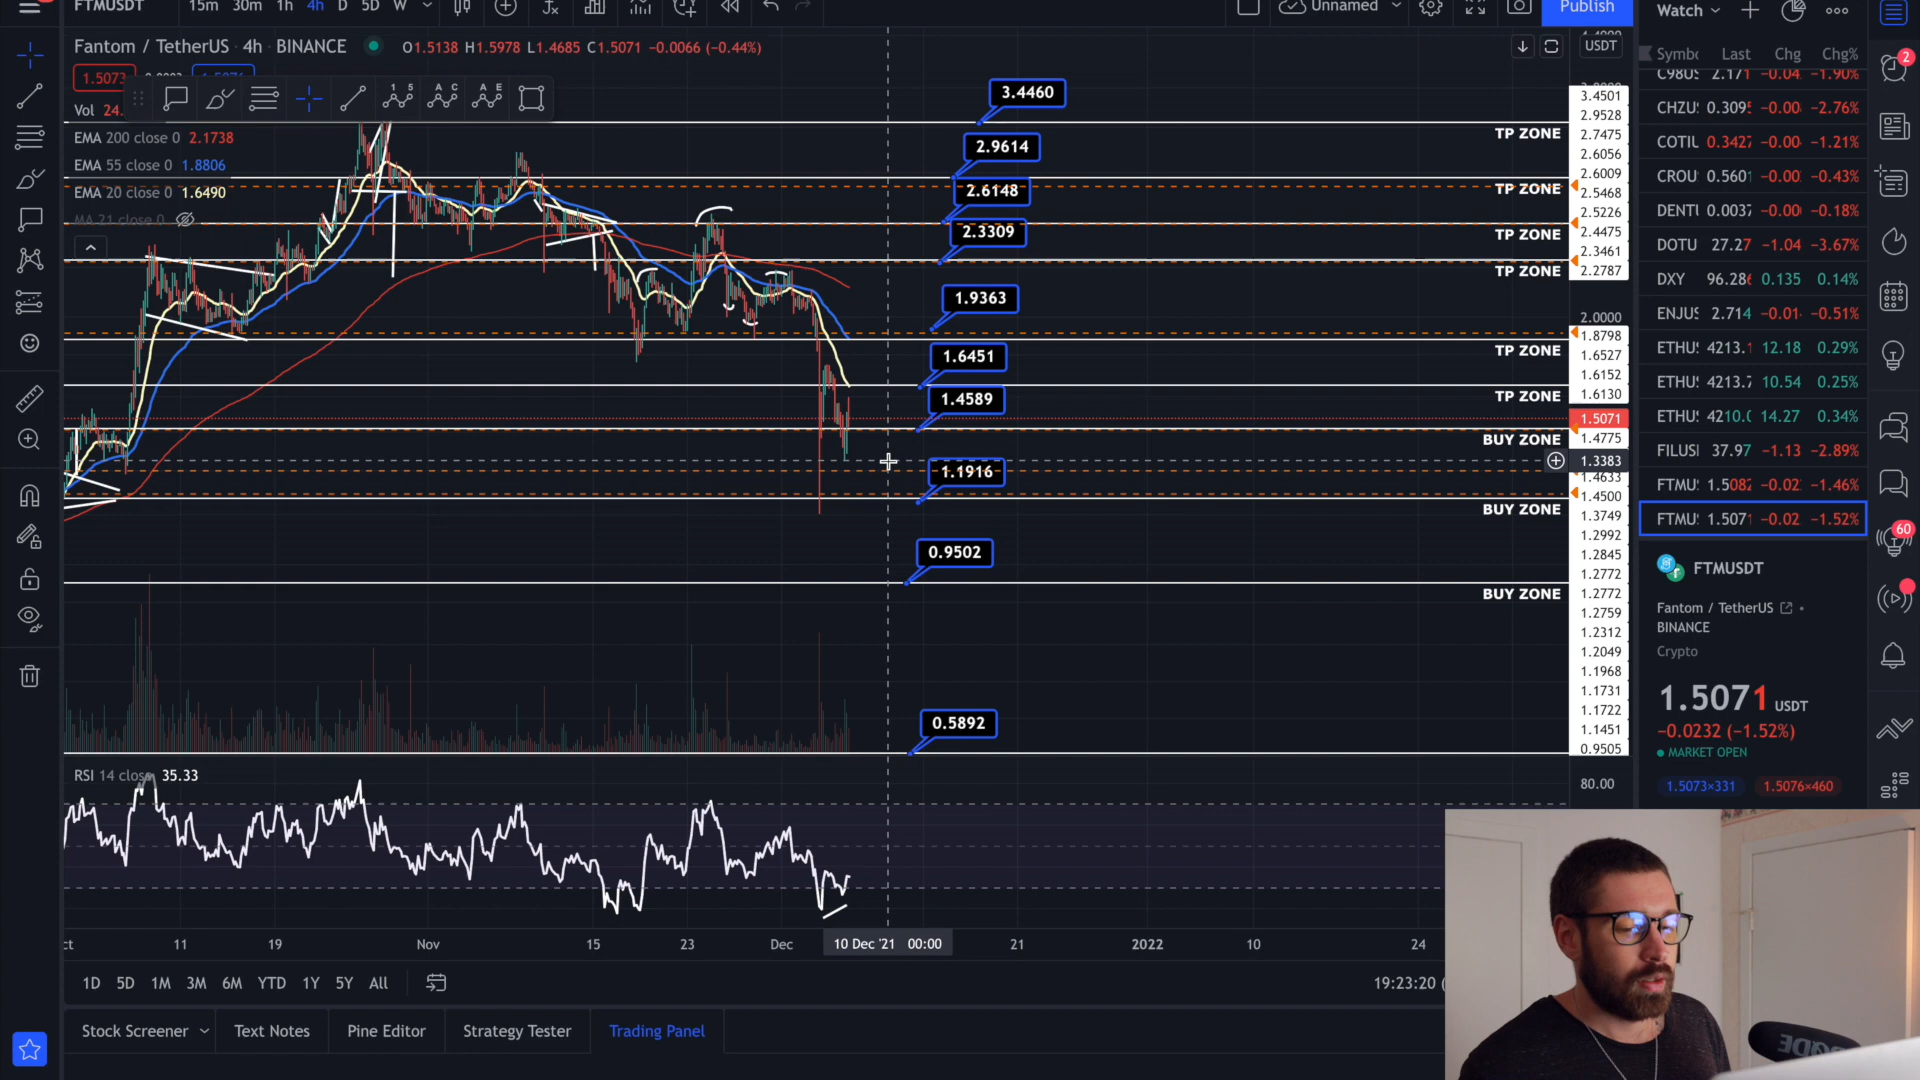 FTMUSDT 15m 30m 1h 4h D 5D W Unnamed Publish Watch
Fantom / TetherUS · 4h · BINANCE O1.5138 H1.5978 L1.4685 C1.5071 −0.0066 (−0.44%) USDT
1.5073
Vol 24.
EMA 200 close 0 2.1738
EMA 55 close 0 1.8806
EMA 20 close 0 1.6490
MA 21 close 0
3.4460
2.9614
2.6148
2.3309
1.9363
1.6451
1.4589
1.1916
0.9502
0.5892
TP ZONE
TP ZONE
TP ZONE
TP ZONE
TP ZONE
TP ZONE
BUY ZONE
BUY ZONE
BUY ZONE
3.4501
2.9528
2.7475
2.6056
2.6009
2.5468
2.5226
2.4475
2.3461
2.2787
2.0000
1.8798
1.6527
1.6152
1.6130
1.5071
1.4775
1.3383
1.4633
1.4500
1.3749
1.2992
1.2845
1.2772
1.2772
1.2759
1.2312
1.2049
1.1968
1.1731
1.1722
1.1451
0.9505
80.00
RSI 14 close 35.33
11 19 Nov 15 23 Dec 10 Dec '21 00:00 21 2022 10 24
1D 5D 1M 3M 6M YTD 1Y 5Y All 19:23:20 (
Stock Screener Text Notes Pine Editor Strategy Tester Trading Panel
Symbo Last Chg Chg%
C98US 2.171 −0.04 −1.90%
CHZUS 0.3095 −0.00 −2.76%
COTIU 0.3427 −0.00 −1.21%
CROU 0.5601 −0.00 −0.43%
DENTU 0.0037 −0.00 −0.18%
DOTU 27.27 −1.04 −3.67%
DXY 96.286 0.135 0.14%
ENJUS 2.714 −0.01 −0.51%
ETHUS 4213.1 12.18 0.29%
ETHUS 4213.7 10.54 0.25%
ETHUS 4210.0 14.27 0.34%
FILUSI 37.97 −1.13 −2.89%
FTMUS 1.5082 −0.02 −1.46%
FTMUS 1.5071 −0.02 −1.52%
FTMUSDT
Fantom / TetherUS
BINANCE
Crypto
1.5071 USDT
−0.0232 (−1.52%)
MARKET OPEN
1.5073×331 1.5076×460
2
60